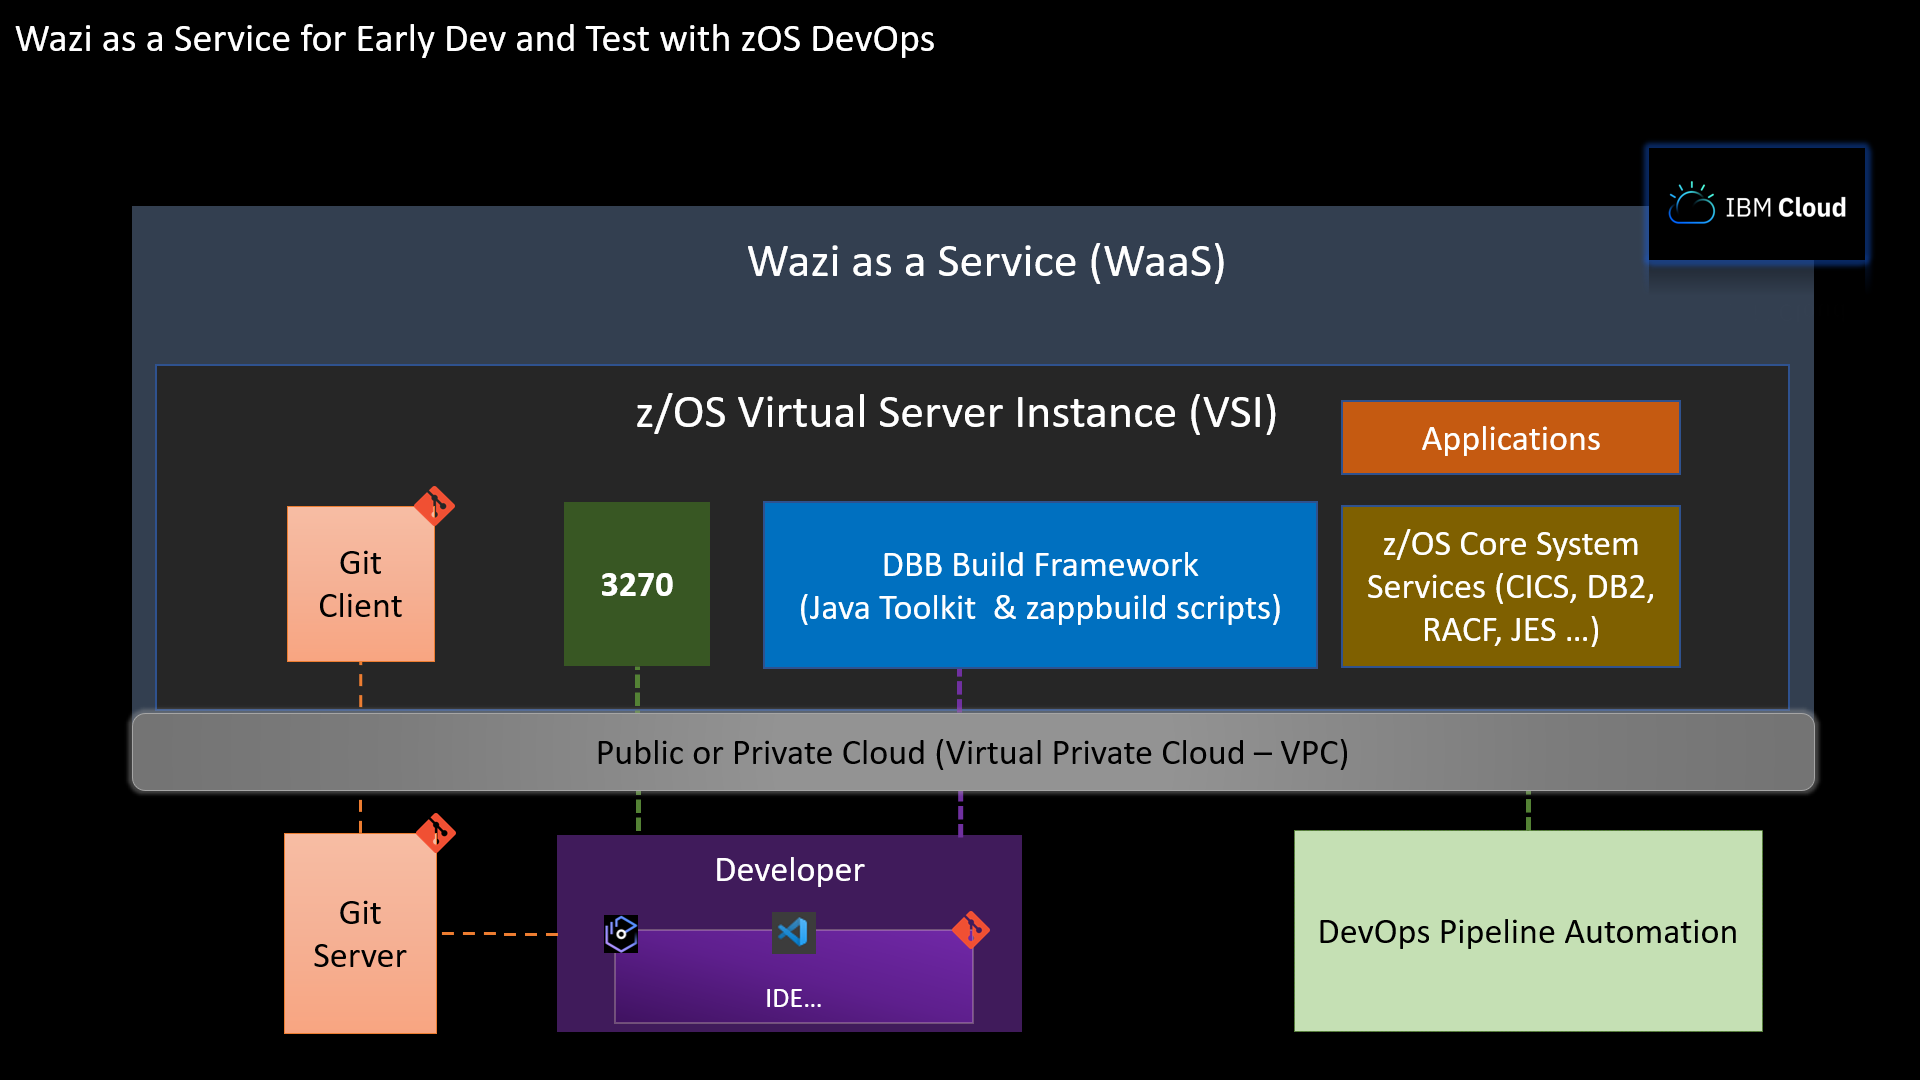 Wazi as a Service for Early Dev and Test with zOS DevOps
IBM Cloud
Wazi as a Service (WaaS)
z/OS Virtual Server Instance (VSI)
Applications
Git
Client
3270
DBB Build Framework
(Java Toolkit & zappbuild scripts)
z/OS Core System
Services (CICS, DB2,
RACF, JES ...)
Public or Private Cloud (Virtual Private Cloud – VPC)
Git
Server
Developer
IDE...
DevOps Pipeline Automation